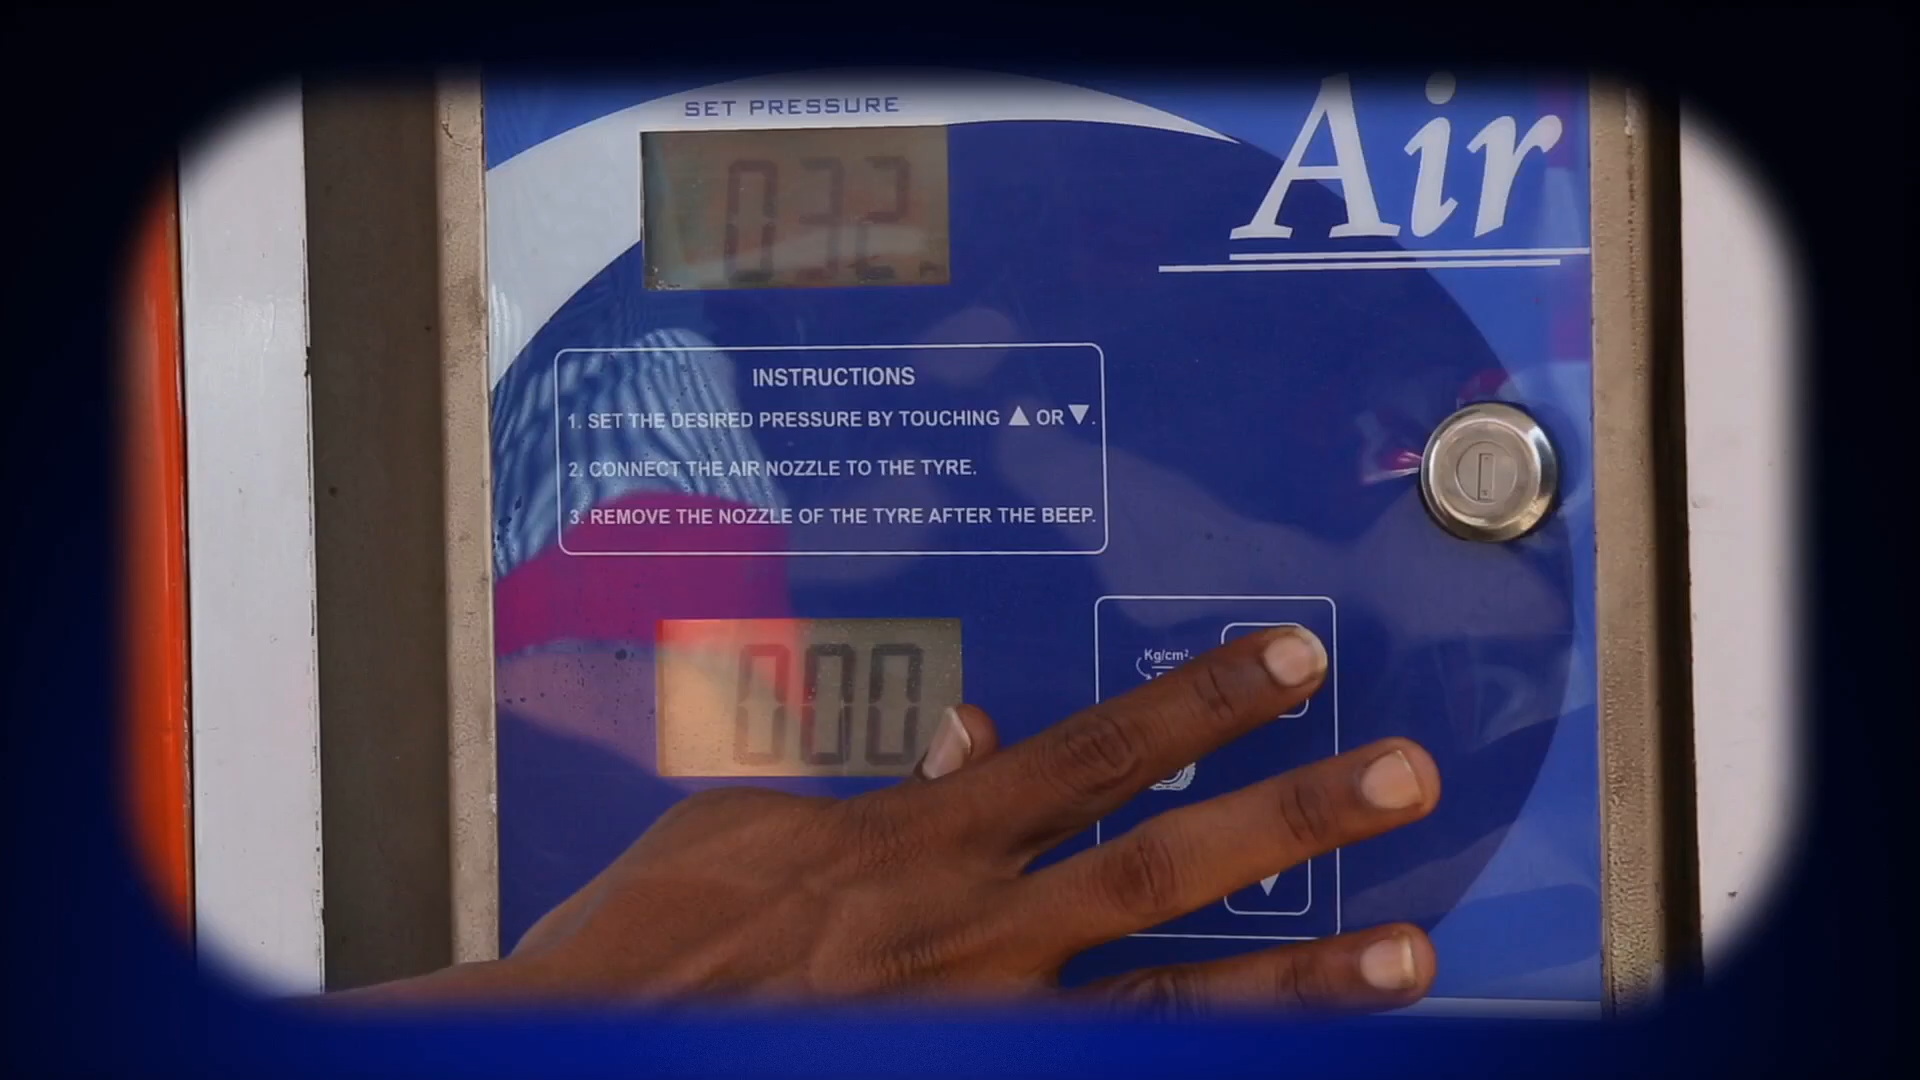 SET PRESSURE
Air
032
INSTRUCTIONS
1. SET THE DESIRED PRESSURE BY TOUCHING ▲ OR ▼.
2. CONNECT THE AIR NOZZLE TO THE TYRE.
3. REMOVE THE NOZZLE OF THE TYRE AFTER THE BEEP.
000
Kg/cm²